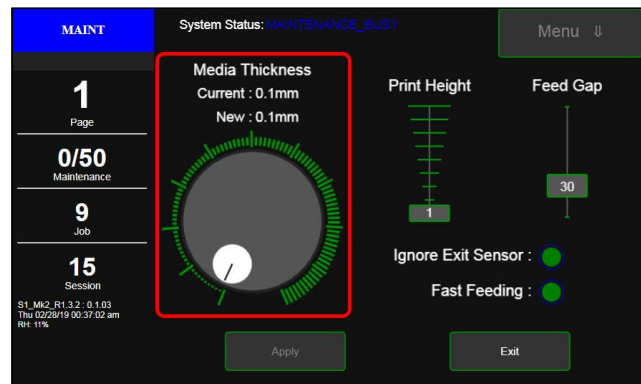 MAINT
System Status: MAINTENANCE_BUSY
Menu ⇓
1
Page
0/50
Maintenance
9
Job
15
Session
S1_Mk2_R1.3.2 : 0.1.03
Thu 02/28/19 00:37:02 am
RH: 11%
Media Thickness
Current : 0.1mm
New : 0.1mm
Print Height
1
Feed Gap
30
Ignore Exit Sensor :
Fast Feeding :
Apply
Exit